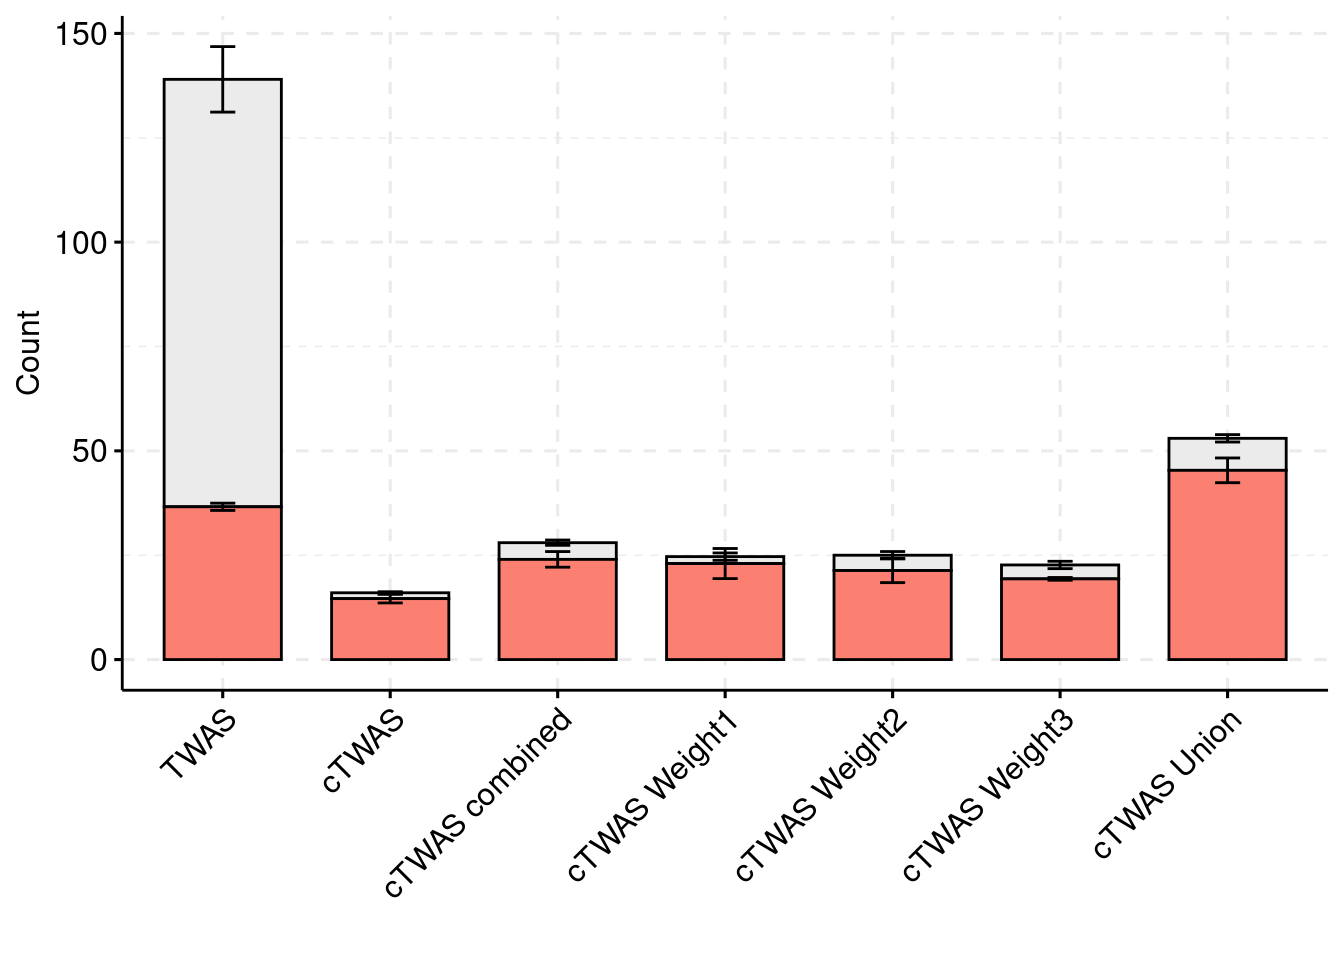 150
100
50
0
Count
TWAS
cTWAS
cTWAS combined
cTWAS Weight1
cTWAS Weight2
cTWAS Weight3
cTWAS Union